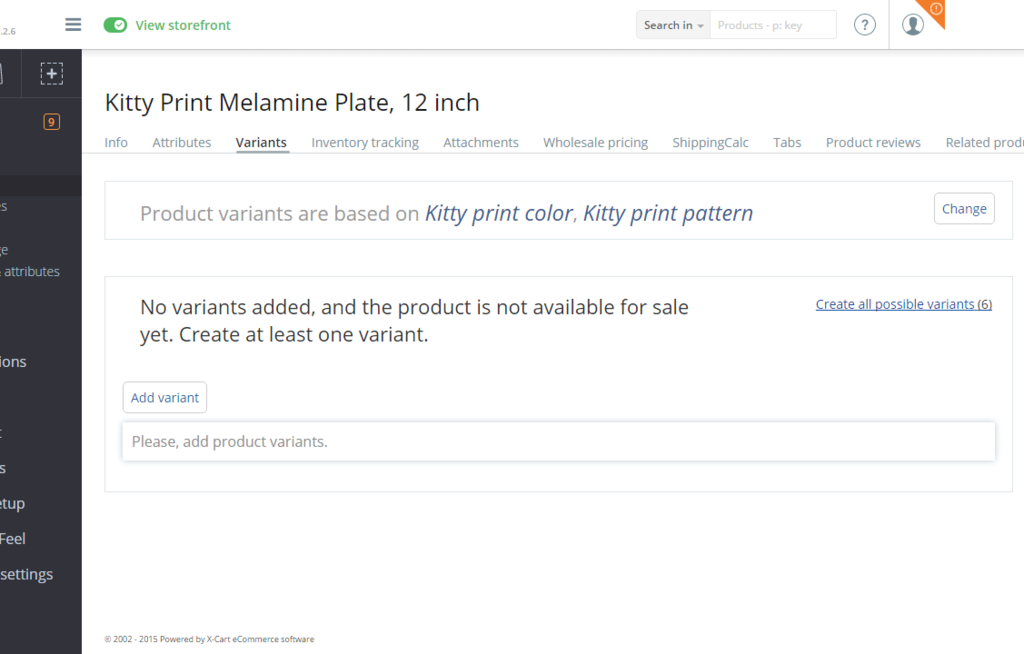 .2.6
View storefront
Search in
Products - p: key
?
9
Kitty Print Melamine Plate, 12 inch
Info Attributes Variants Inventory tracking Attachments Wholesale pricing ShippingCalc Tabs Product reviews Related prod
Product variants are based on Kitty print color, Kitty print pattern
Change
No variants added, and the product is not available for sale
yet. Create at least one variant.
Create all possible variants (6)
Add variant
Please, add product variants.
attributes
ions
s
etup
Feel
settings
© 2002 - 2015 Powered by X-Cart eCommerce software